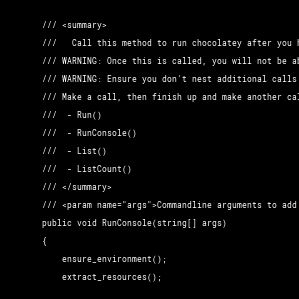 /// <summary>
/// Call this method to run chocolatey after you
/// WARNING: Once this is called, you will not be
/// WARNING: Ensure you don't nest additional calls
/// Make a call, then finish up and make another
/// - Run()
/// - RunConsole()
/// - List()
/// - ListCount()
/// </summary>
/// <param name="args">Commandline arguments to add
public void RunConsole(string[] args)
{
ensure_environment();
extract_resources();